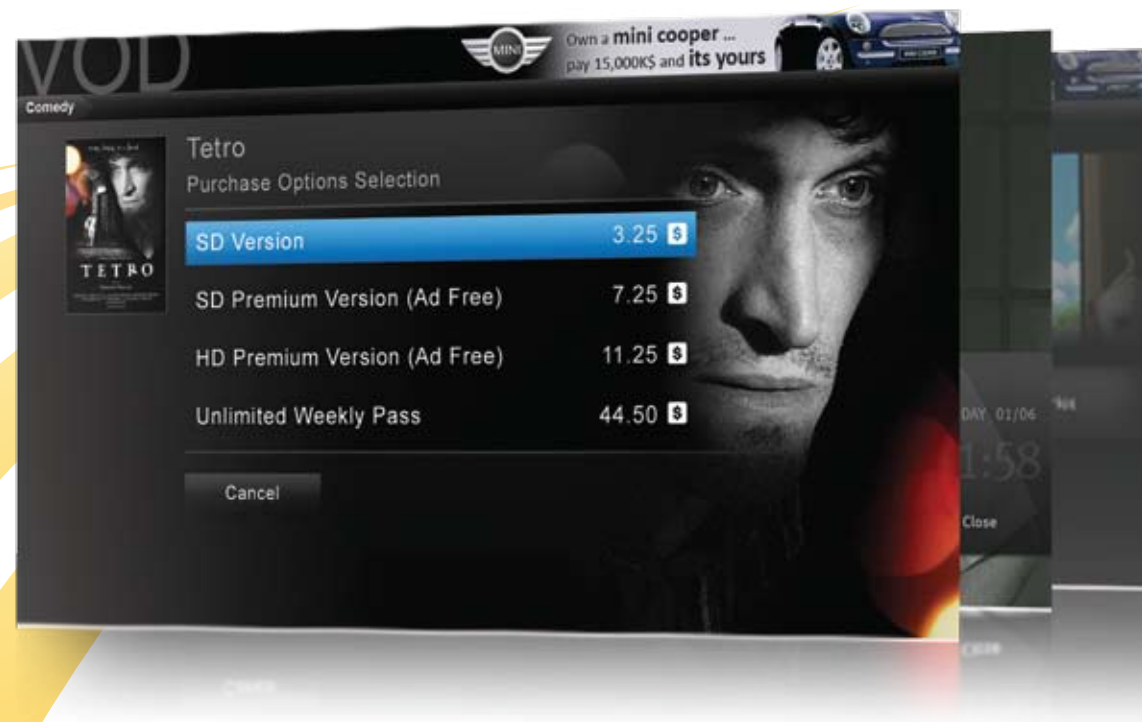 VOD
MINI
Own a mini cooper ...
pay 15,000K$ and its yours
MINI COOPER
Comedy
Tetro
Purchase Options Selection
TETRO
SD Version 3.25 $
SD Premium Version (Ad Free) 7.25 $
HD Premium Version (Ad Free) 11.25 $
Unlimited Weekly Pass 44.50 $
Cancel
DAY 01/06
1:58
Close